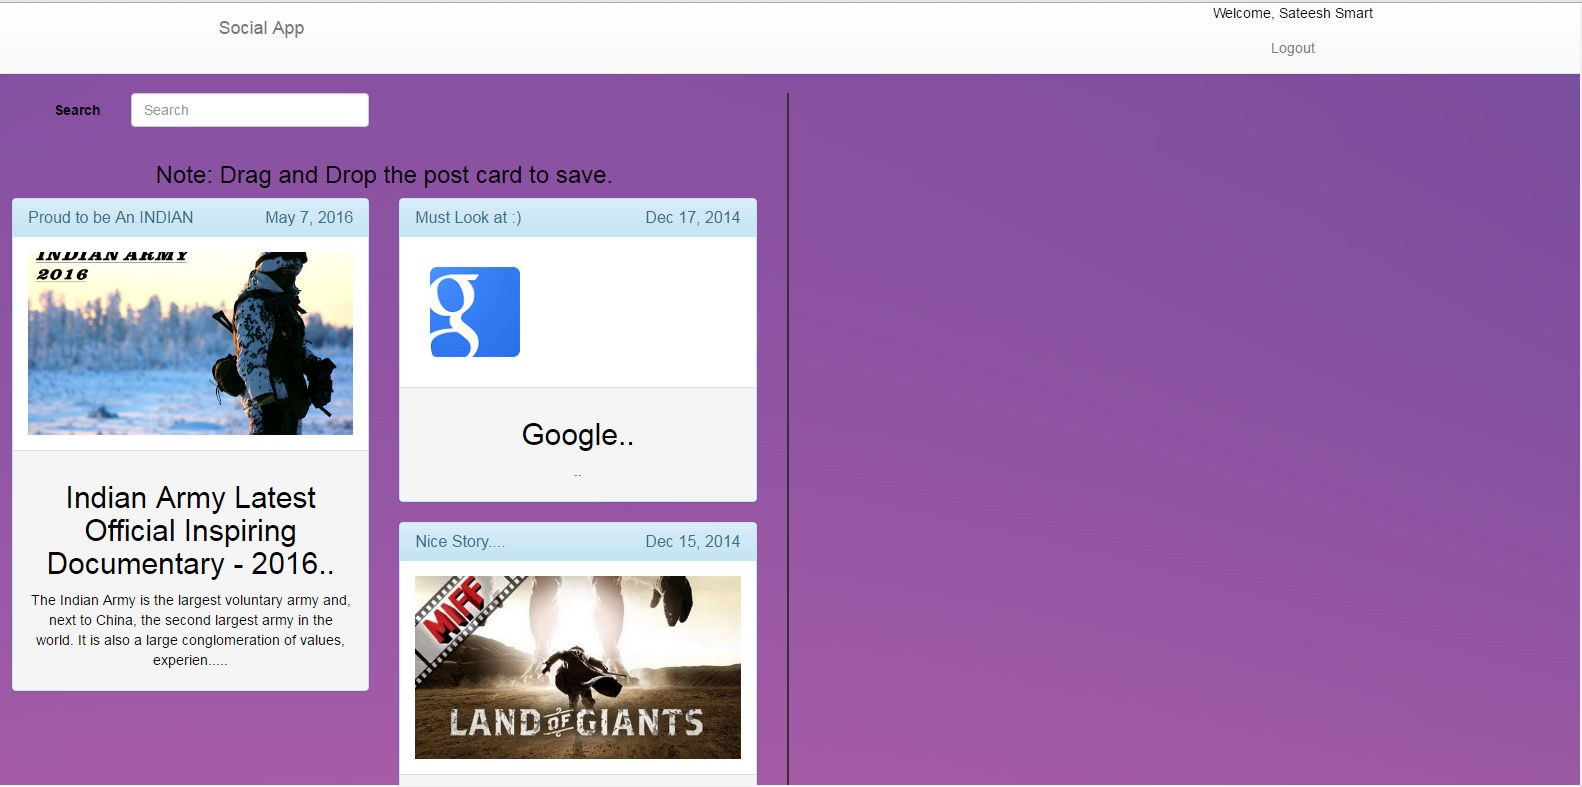 Social App
Welcome, Sateesh Smart
Logout
Search
Search
Note: Drag and Drop the post card to save.
Proud to be An INDIAN
May 7, 2016
INDIAN ARMY
2016
Indian Army Latest
Official Inspiring
Documentary - 2016..
The Indian Army is the largest voluntary army and,
next to China, the second largest army in the
world. It is also a large conglomeration of values,
experien.....
Must Look at :)
Dec 17, 2014
g
Google..
..
Nice Story....
Dec 15, 2014
MIFF
LAND OF GIANTS